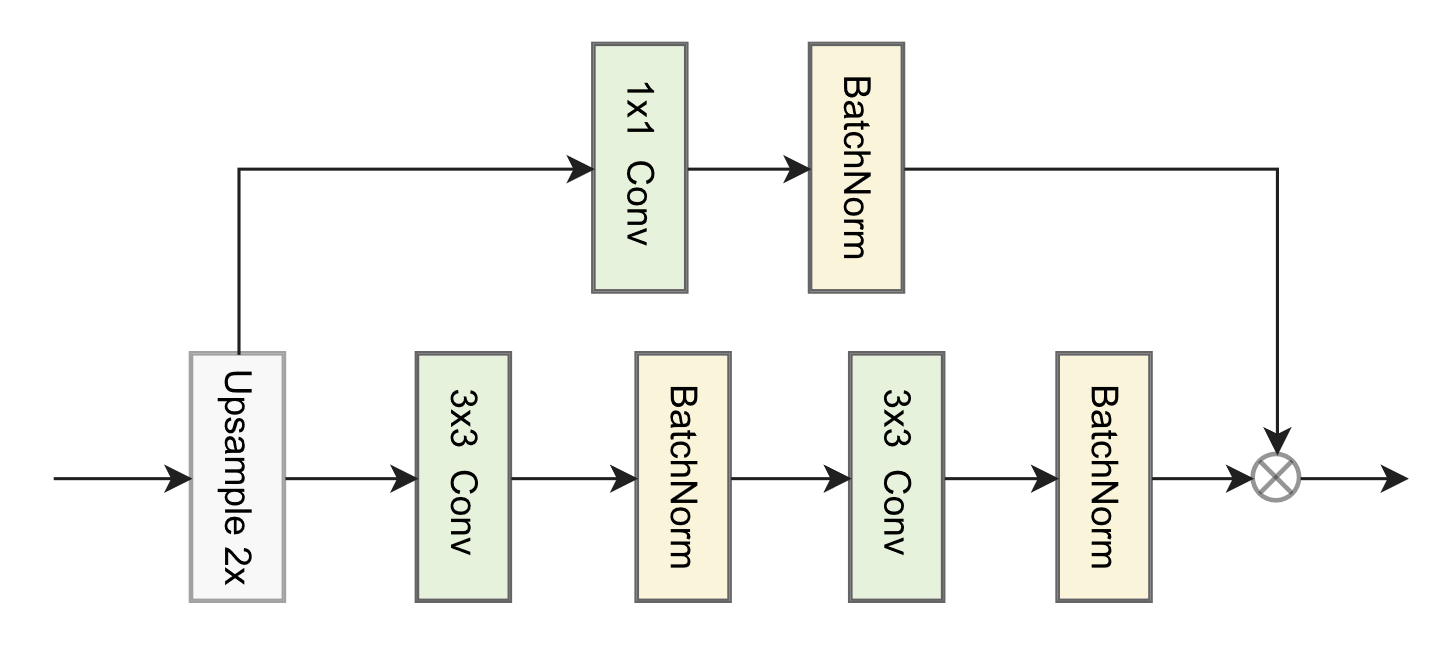 1x1 Conv
BatchNorm
Upsample 2x
3x3 Conv
BatchNorm
3x3 Conv
BatchNorm